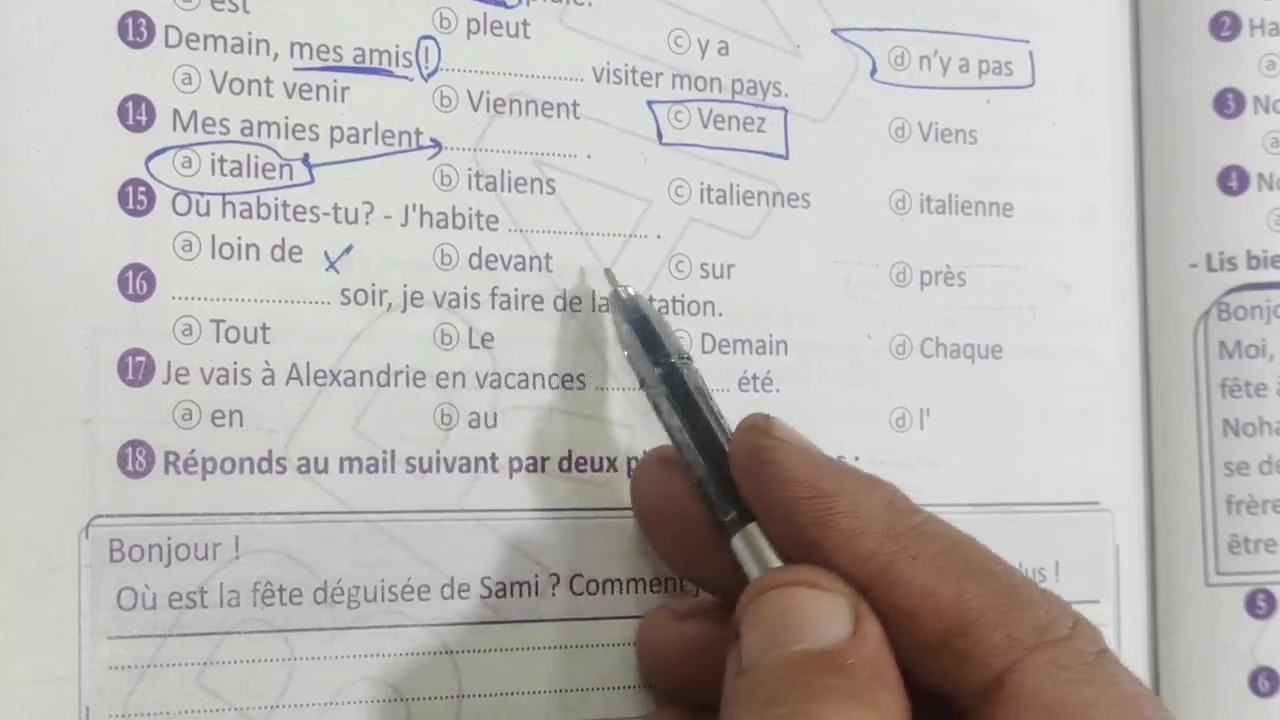 ⓐ est
ⓑ pleut
ⓒ y a
ⓓ n'y a pas
13 Demain, mes amis ! .................... visiter mon pays.
ⓐ Vont venir
ⓑ Viennent
ⓒ Venez
ⓓ Viens
14 Mes amies parlent .................... .
ⓐ italien
ⓑ italiens
ⓒ italiennes
ⓓ italienne
15 Où habites-tu? - J'habite .................... .
ⓐ loin de
ⓑ devant
ⓒ sur
ⓓ près
16 .................... soir, je vais faire de la tation.
ⓐ Tout
ⓑ Le
ⓒ Demain
ⓓ Chaque
17 Je vais à Alexandrie en vacances .................... été.
ⓐ en
ⓑ au
ⓓ l'
18 Réponds au mail suivant par deux
Bonjour !
Où est la fête déguisée de Sami ? Comment
2 Ha
ⓐ
3 No
ⓐ
4 No
- Lis bie
Bonjo
Moi,
fête
Noha
se dé
frère
être
5
6